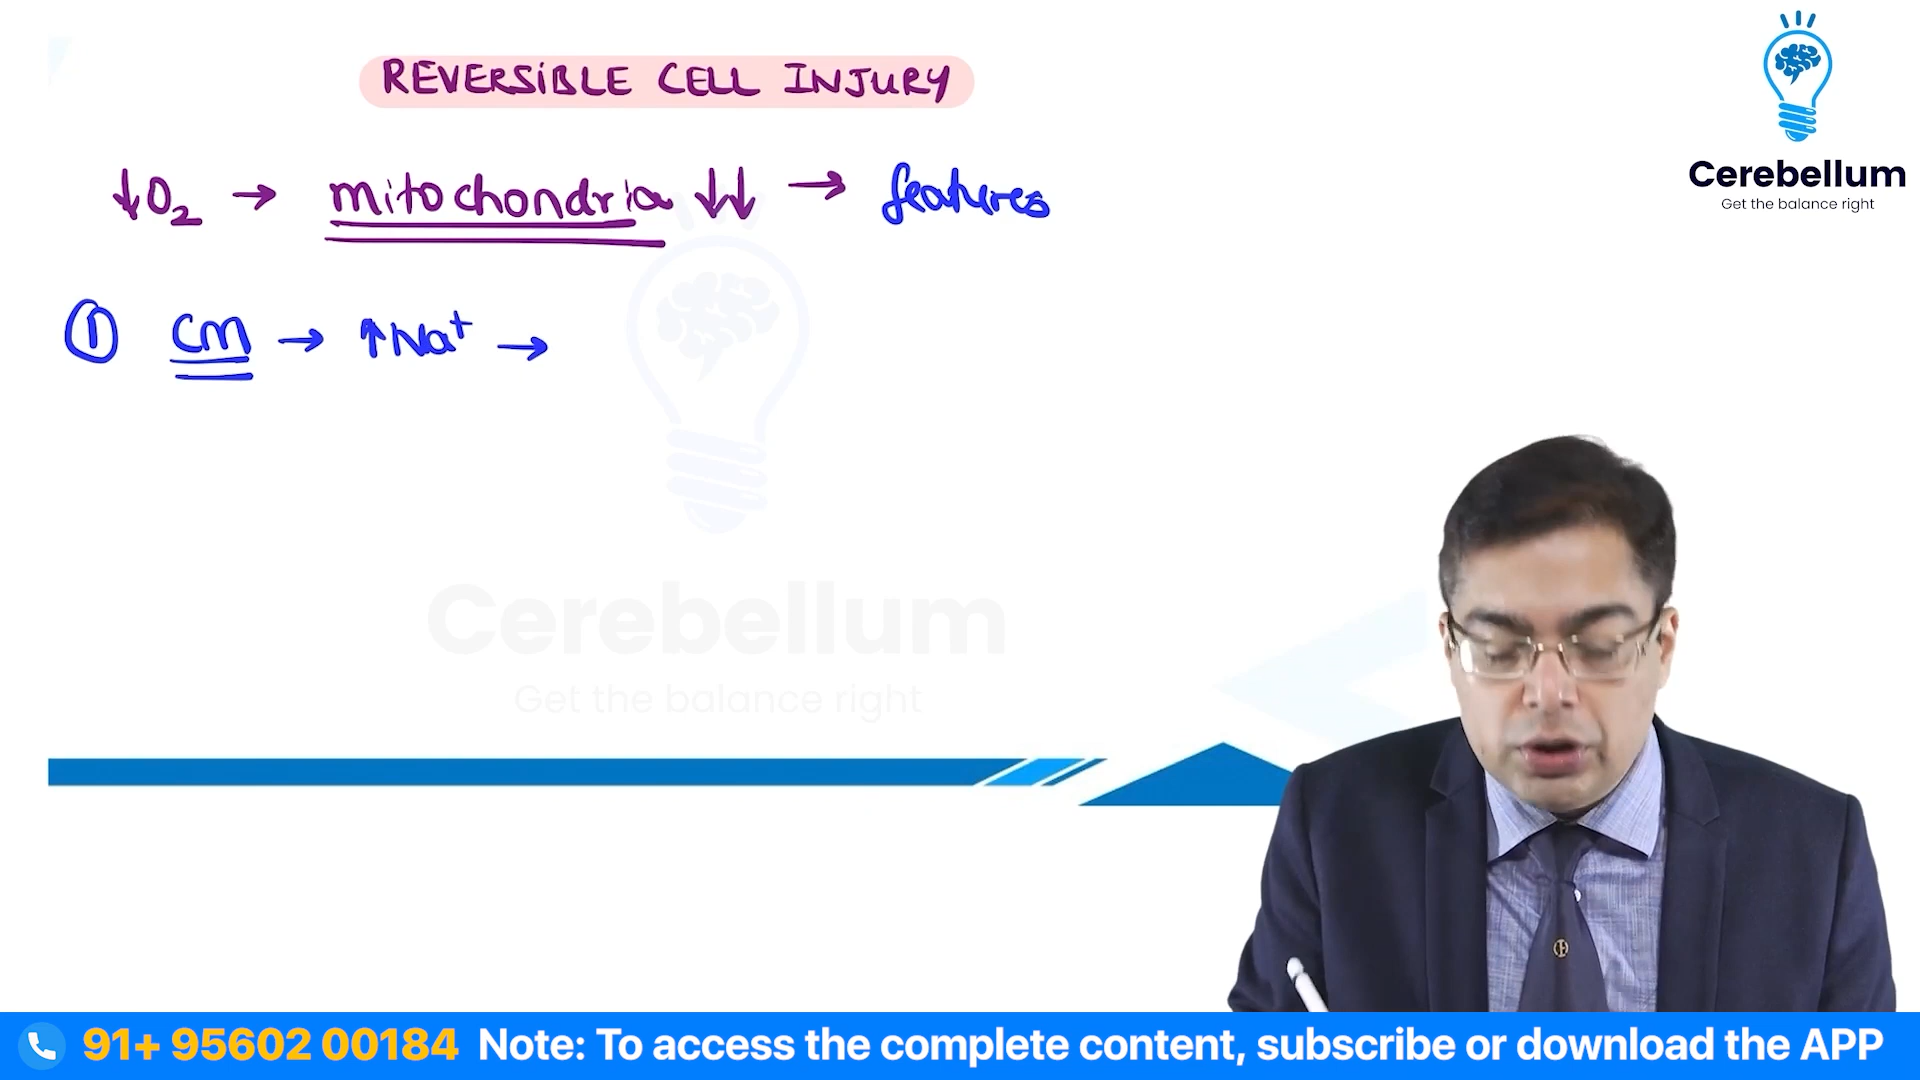 REVERSIBLE CELL INJURY
↓O₂ → mitochondria ↓↓ → features
① CM → ↑Na⁺ →
Cerebellum
Get the balance right
Cerebellum
Get the balance right
91+ 95602 00184 Note: To access the complete content, subscribe or download the APP